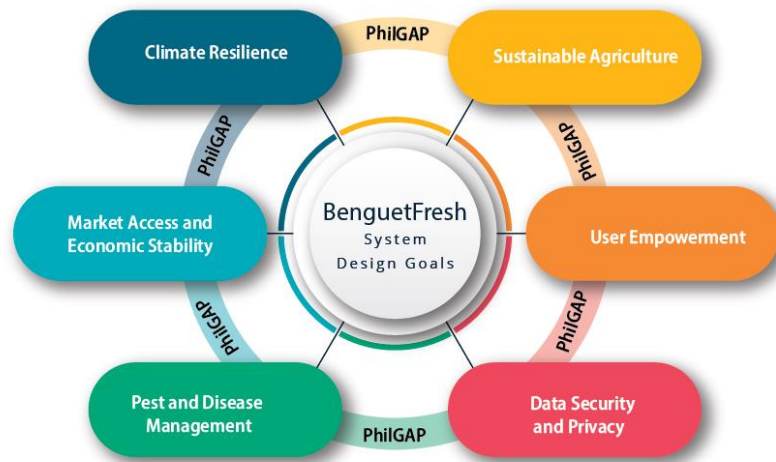 PhilGAP
Climate Resilience
Sustainable Agriculture
PhilGAP
PhilGAP
Market Access and
Economic Stability
BenguetFresh
System
Design Goals
User Empowerment
PhilGAP
PhilGAP
Pest and Disease
Management
Data Security
and Privacy
PhilGAP